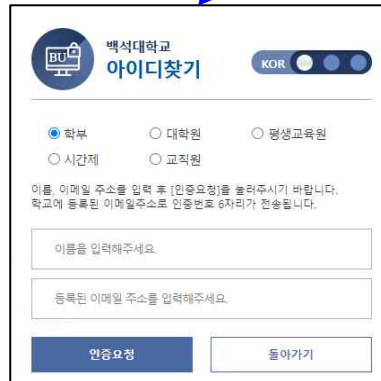 BU
백석대학교
아이디찾기
KOR
학부 대학원 평생교육원
시간제 교직원
이름, 이메일 주소를 입력 후 [인증요청]을 눌러주시기 바랍니다.
학교에 등록된 이메일주소로 인증번호 6자리가 전송됩니다.
이름을 입력해주세요.
등록된 이메일 주소를 입력해주세요.
인증요청 돌아가기